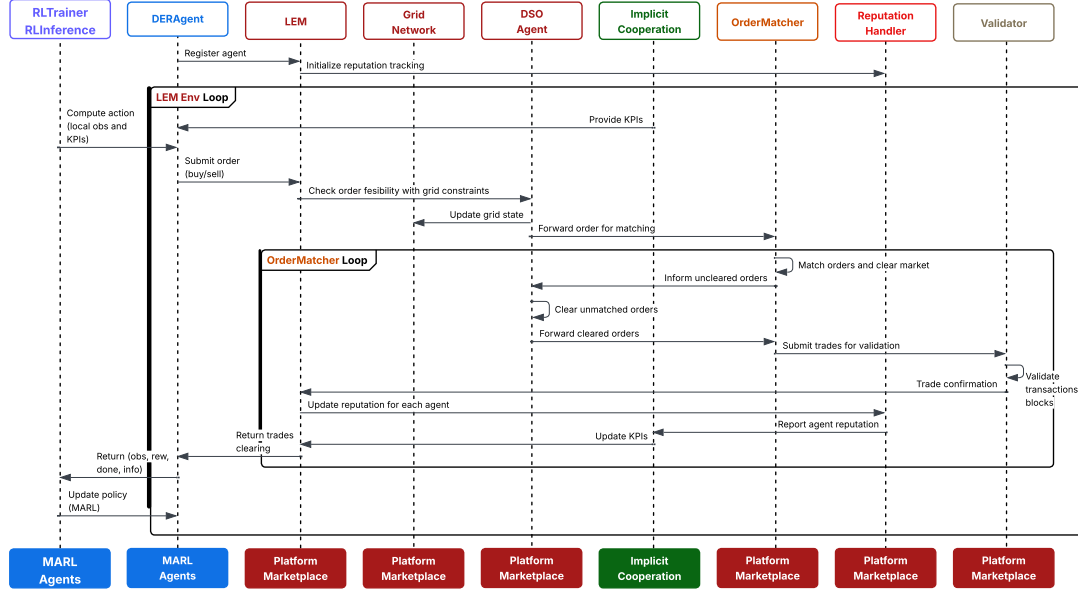 RLTrainer
RLInference
DERAgent
LEM
Grid
Network
DSO
Agent
Implicit
Cooperation
OrderMatcher
Reputation
Handler
Validator
Register agent
Initialize reputation tracking
LEM Env Loop
Compute action
(local obs and
KPIs)
Provide KPIs
Submit order
(buy/sell)
Check order fesibility with grid constraints
Update grid state
Forward order for matching
OrderMatcher Loop
Match orders and clear market
Inform uncleared orders
Clear unmatched orders
Forward cleared orders
Submit trades for validation
Validate
transactions
blocks
Trade confirmation
Update reputation for each agent
Report agent reputation
Update KPIs
Return trades
clearing
Return (obs, rew,
done, info)
Update policy
(MARL)
MARL
Agents
MARL
Agents
Platform
Marketplace
Platform
Marketplace
Platform
Marketplace
Implicit
Cooperation
Platform
Marketplace
Platform
Marketplace
Platform
Marketplace